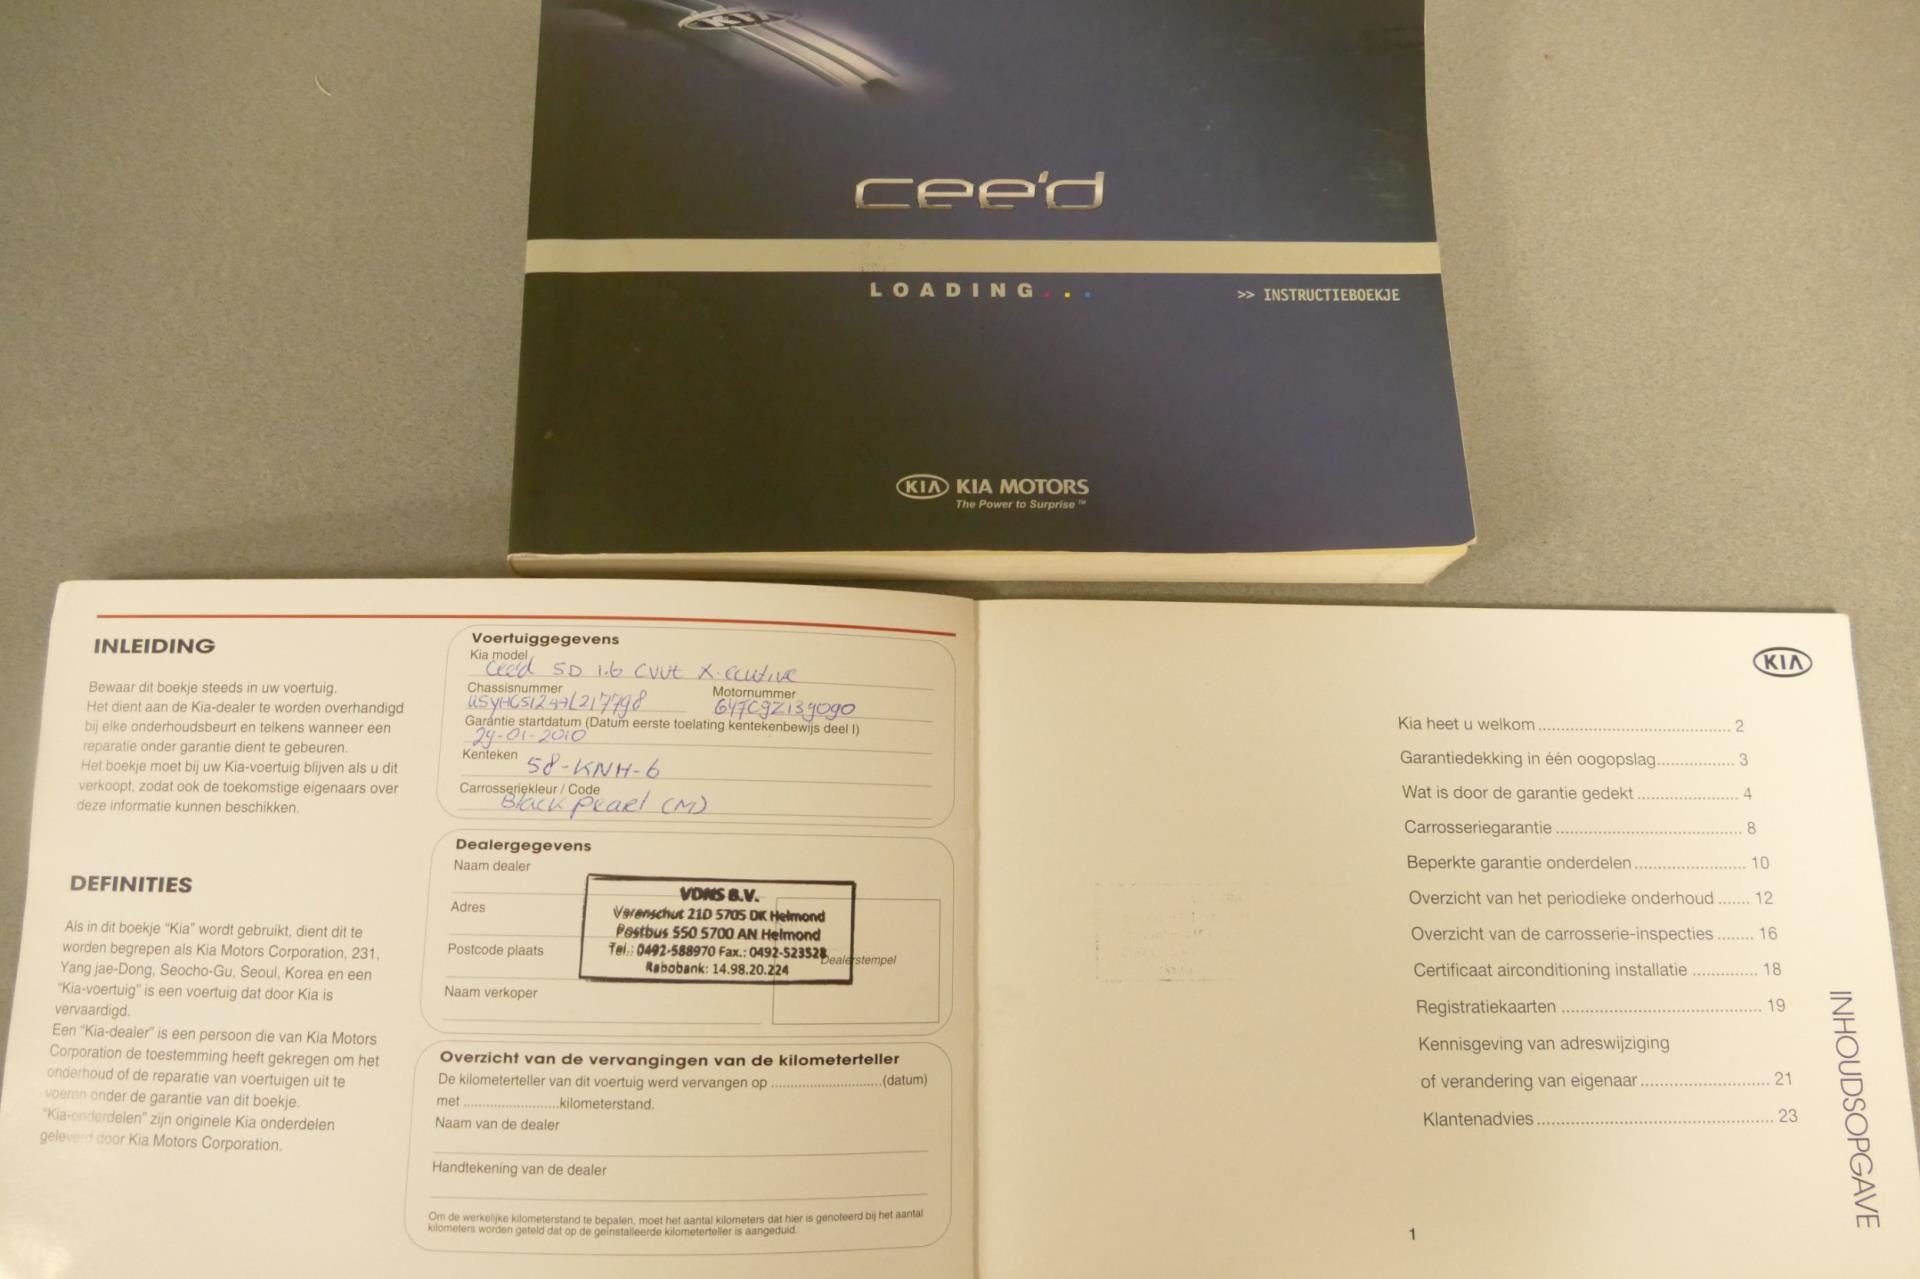 KIA
cee'd
LOADING...
>> INSTRUCTIEBOEKJE
KIA KIA MOTORS
The Power to Surprise™
INLEIDING
Bewaar dit boekje steeds in uw voertuig.
Het dient aan de Kia-dealer te worden overhandigd
bij elke onderhoudsbeurt en telkens wanneer een
reparatie onder garantie dient te gebeuren.
Het boekje moet bij uw Kia-voertuig blijven als u dit
verkoopt, zodat ook de toekomstige eigenaars over
deze informatie kunnen beschikken.
DEFINITIES
Als in dit boekje “Kia” wordt gebruikt, dient dit te
worden begrepen als Kia Motors Corporation, 231,
Yang jae-Dong, Seocho-Gu, Seoul, Korea en een
“Kia-voertuig” is een voertuig dat door Kia is
vervaardigd.
Een “Kia-dealer” is een persoon die van Kia Motors
Corporation de toestemming heeft gekregen om het
onderhoud of de reparatie van voertuigen uit te
voeren onder de garantie van dit boekje.
“Kia-onderdelen” zijn originele Kia onderdelen
geleverd door Kia Motors Corporation.
Voertuiggegevens
Kia model
Ceed 5D 1.6 CVVT X-ecutive
Chassisnummer Motornummer
Garantie startdatum (Datum eerste toelating kentekenbewijs deel I)
29-01-2010
Kenteken 58-KNH-6
Carrosseriekleur / Code
Black pearl (M)
Dealergegevens
Naam dealer
Adres
Postcode plaats
Naam verkoper
VDNS B.V.
Varenschut 21D 5705 DK Helmond
Postbus 550 5700 AN Helmond
Tel.: 0492-588970 Fax.: 0492-523528
Rabobank: 14.98.20.224
Dealerstempel
Overzicht van de vervangingen van de kilometerteller
De kilometerteller van dit voertuig werd vervangen op ............................(datum)
met ........................kilometerstand.
Naam van de dealer
Handtekening van de dealer
Om de werkelijke kilometerstand te bepalen, moet het aantal kilometers dat hier is genoteerd bij het aantal
kilometers worden geteld dat op de geïnstalleerde kilometerteller is aangeduid.
KIA
Kia heet u welkom ............ 2
Garantiedekking in één oogopslag ............ 3
Wat is door de garantie gedekt ............ 4
Carrosseriegarantie ............ 8
Beperkte garantie onderdelen ............ 10
Overzicht van het periodieke onderhoud ....... 12
Overzicht van de carrosserie-inspecties ........ 16
Certificaat airconditioning installatie ............ 18
Registratiekaarten ............ 19
Kennisgeving van adreswijziging
of verandering van eigenaar ............ 21
Klantenadvies ............ 23
INHOUDSOPGAVE
1